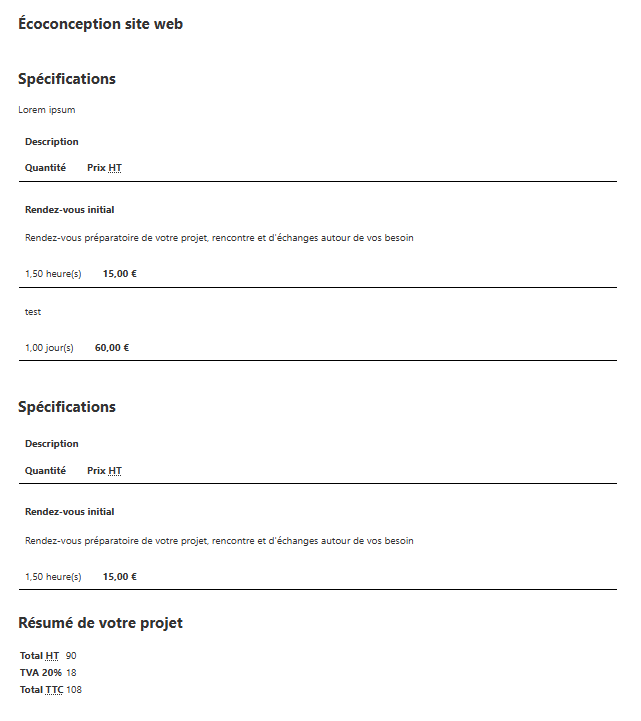 Écoconception site web
Spécifications
Lorem ipsum
Description
Quantité Prix HT
Rendez-vous initial
Rendez-vous préparatoire de votre projet, rencontre et d'échanges autour de vos besoin
1,50 heure(s) 15,00 €
test
1,00 jour(s) 60,00 €
Spécifications
Description
Quantité Prix HT
Rendez-vous initial
Rendez-vous préparatoire de votre projet, rencontre et d'échanges autour de vos besoin
1,50 heure(s) 15,00 €
Résumé de votre projet
Total HT 90
TVA 20% 18
Total TTC 108